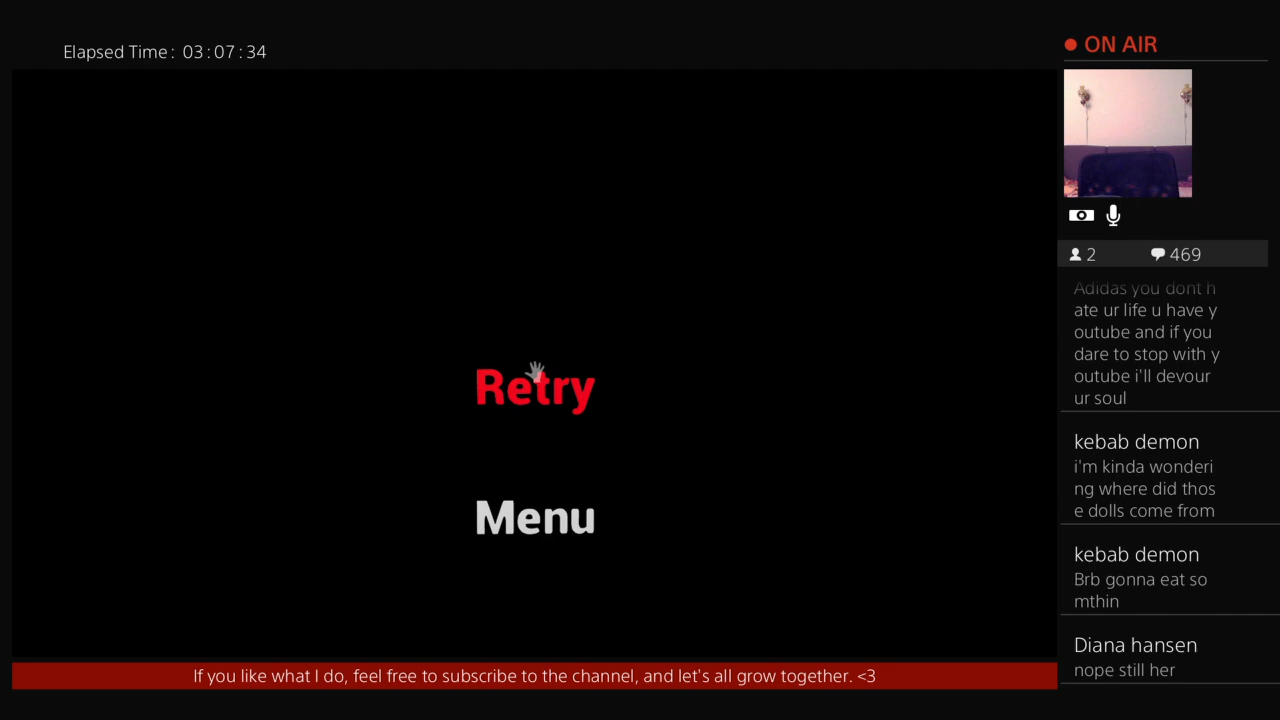 Elapsed Time: 03:07:34
ON AIR
2 469
Adidas you dont h
ate ur life u have y
outube and if you
dare to stop with y
outube i'll devour
ur soul
kebab demon
i'm kinda wonderi
ng where did thos
e dolls come from
kebab demon
Brb gonna eat so
mthin
Diana hansen
nope still her
Retry
Menu
If you like what I do, feel free to subscribe to the channel, and let's all grow together. <3